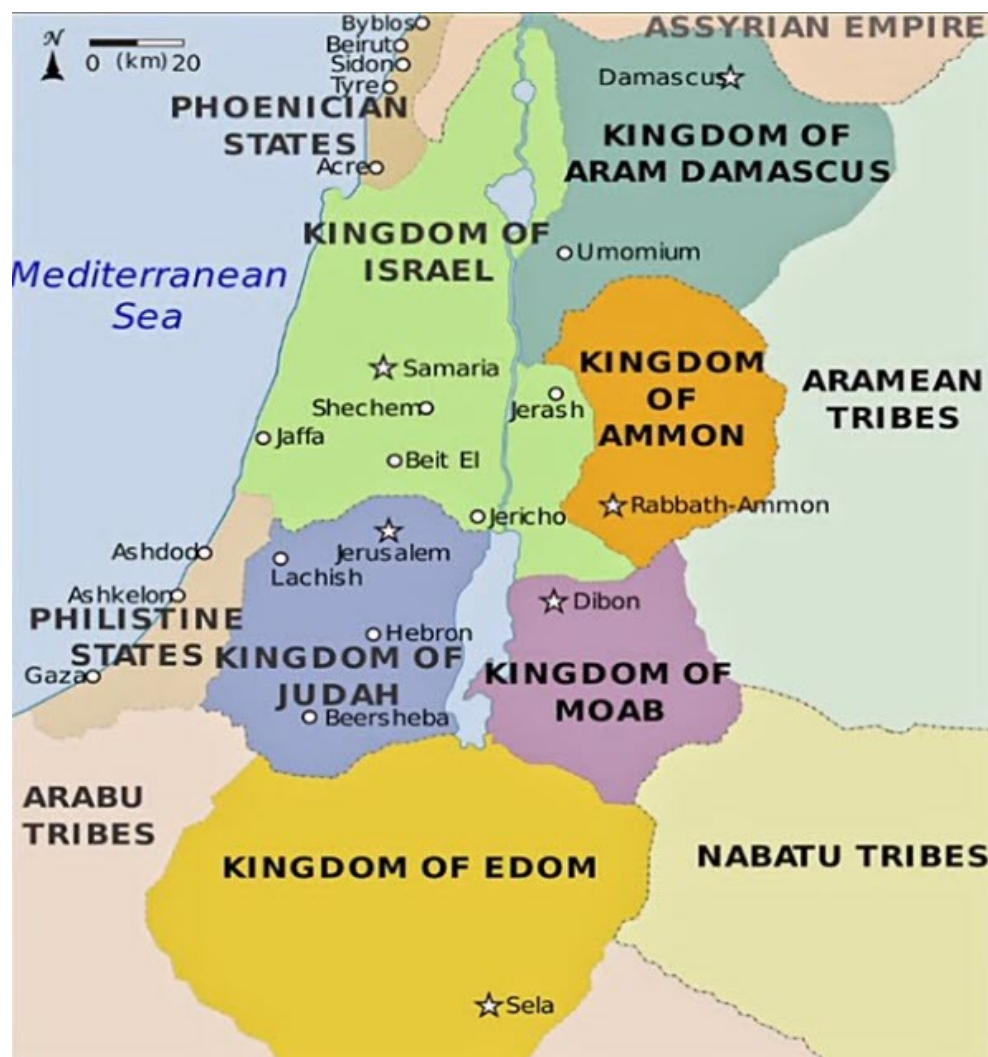 Byblos
ASSYRIAN EMPIRE
N
Beirut
0 (km) 20
Sidon
Tyre
Damascus
PHOENICIAN
STATES
KINGDOM OF
ARAM DAMASCUS
Acre
KINGDOM OF
ISRAEL
Umomium
Mediterranean
Sea
Samaria
KINGDOM
OF
AMMON
ARAMEAN
TRIBES
Shechem
Jerash
Jaffa
Beit El
Rabbath-Ammon
Jericho
Ashdod
Jerusalem
Lachish
Ashkelon
Dibon
PHILISTINE
STATES
Hebron
Gaza
KINGDOM OF
JUDAH
KINGDOM OF
MOAB
Beersheba
ARABU
TRIBES
KINGDOM OF EDOM
NABATU TRIBES
Sela